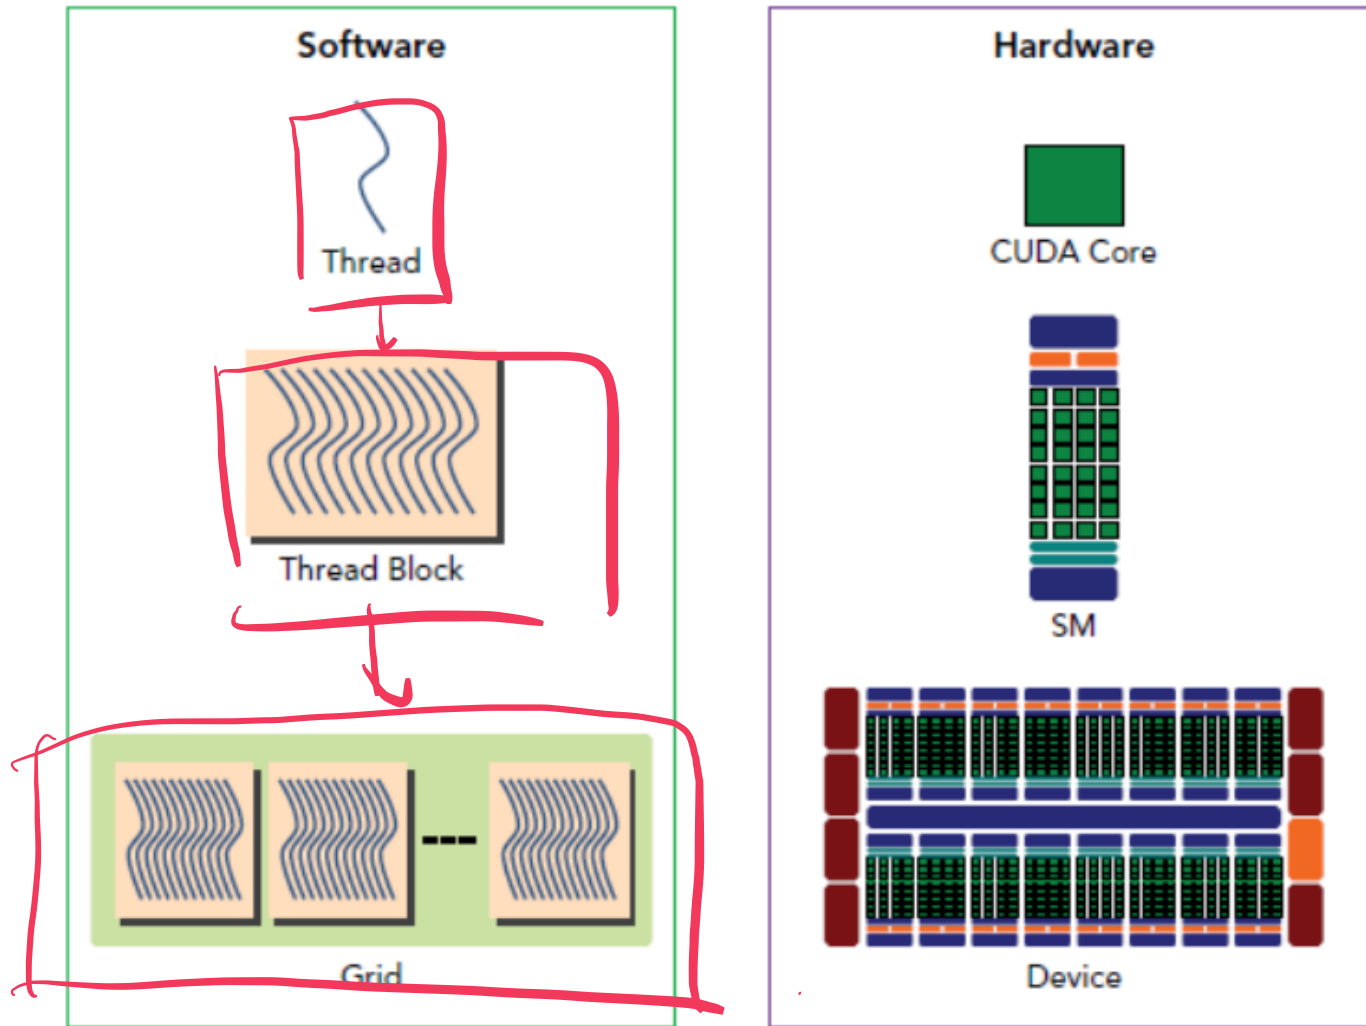 Software
Thread
Thread Block
Grid
Hardware
CUDA Core
SM
Device